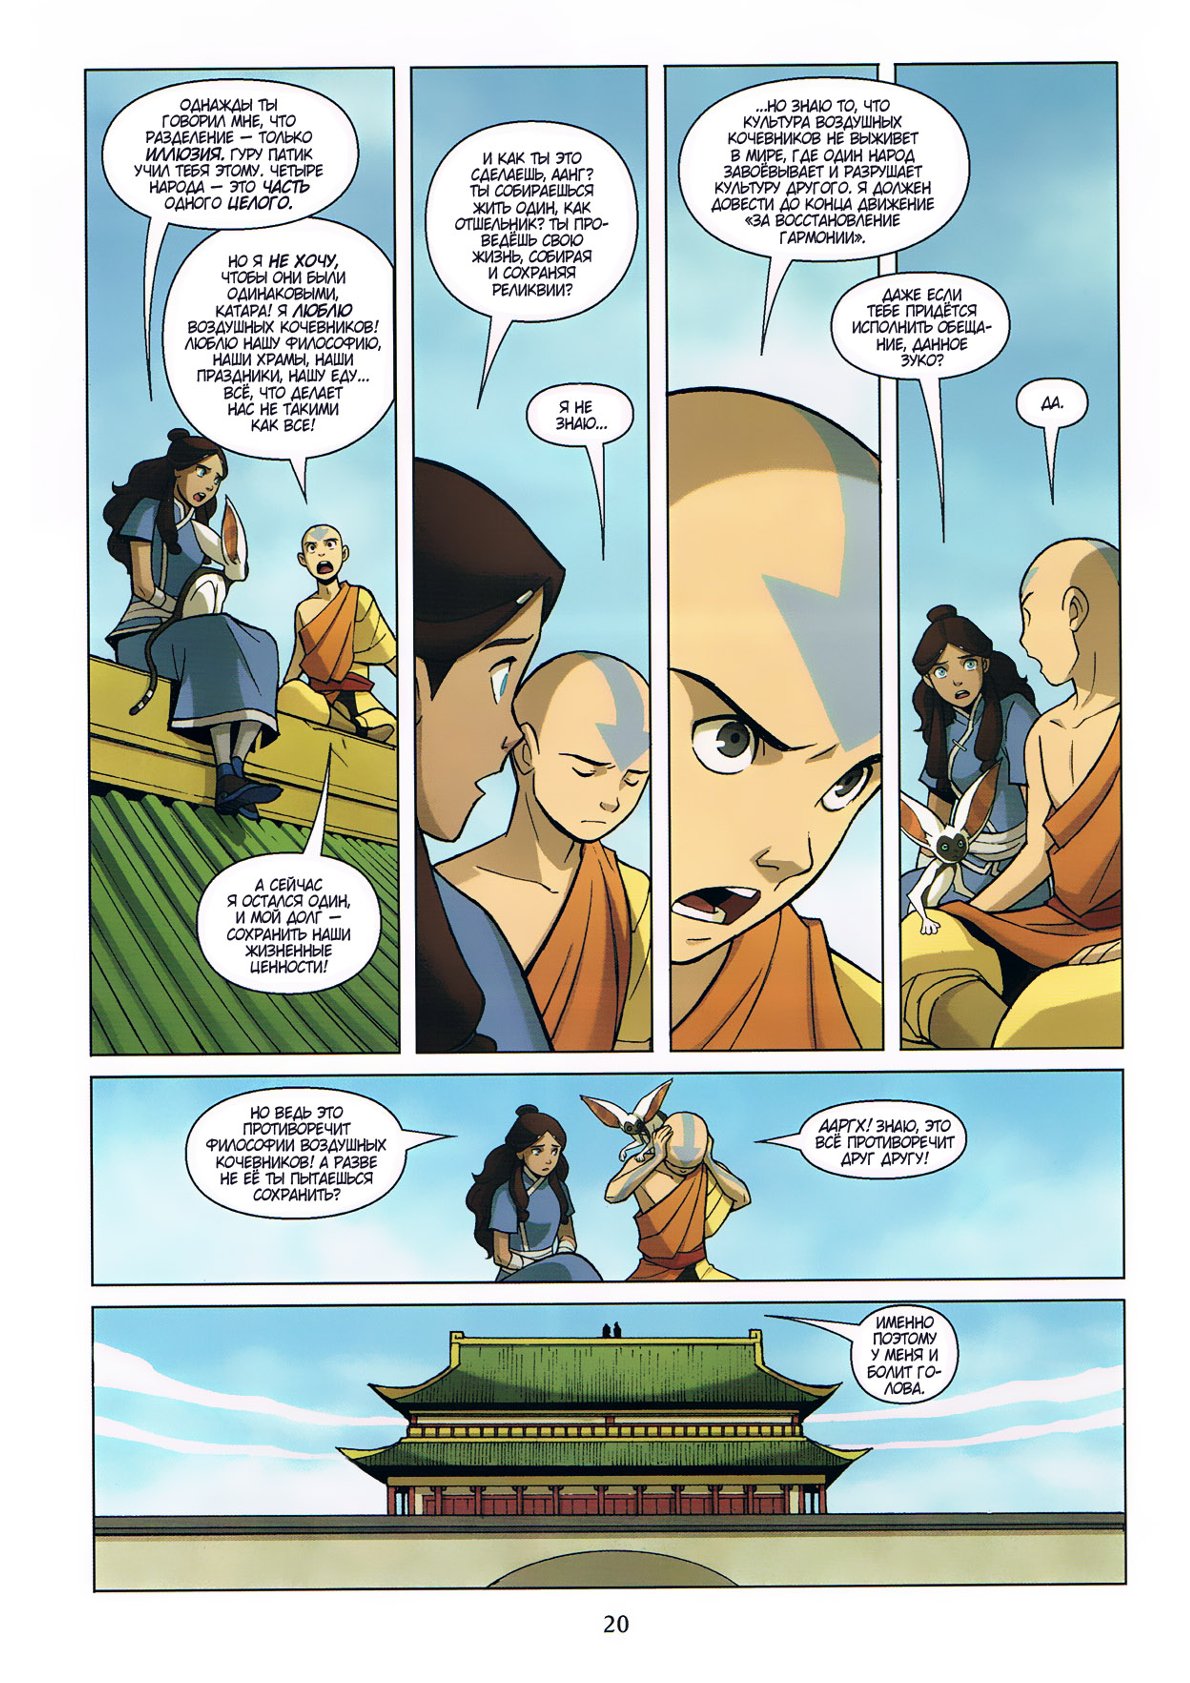 ОДНАЖДЫ ТЫ
ГОВОРИЛ МНЕ, ЧТО
РАЗДЕЛЕНИЕ — ТОЛЬКО
ИЛЛЮЗИЯ. ГУРУ ПАТИК
УЧИЛ ТЕБЯ ЭТОМУ. ЧЕТЫРЕ
НАРОДА — ЭТО ЧАСТЬ
ОДНОГО ЦЕЛОГО.
НО Я НЕ ХОЧУ,
ЧТОБЫ ОНИ БЫЛИ
ОДИНАКОВЫМИ,
КАТАРА! Я ЛЮБЛЮ
ВОЗДУШНЫХ КОЧЕВНИКОВ!
ЛЮБЛЮ НАШУ ФИЛОСОФИЮ,
НАШИ ХРАМЫ, НАШИ
ПРАЗДНИКИ, НАШУ ЕДУ...
ВСЁ, ЧТО ДЕЛАЕТ
НАС НЕ ТАКИМИ
КАК ВСЕ!
А СЕЙЧАС
Я ОСТАЛСЯ ОДИН,
И МОЙ ДОЛГ —
СОХРАНИТЬ НАШИ
ЖИЗНЕННЫЕ
ЦЕННОСТИ!
И КАК ТЫ ЭТО
СДЕЛАЕШЬ, ААНГ?
ТЫ СОБИРАЕШЬСЯ
ЖИТЬ ОДИН, КАК
ОТШЕЛЬНИК? ТЫ ПРО-
ВЕДЁШЬ СВОЮ
ЖИЗНЬ, СОБИРАЯ
И СОХРАНЯЯ
РЕЛИКВИИ?
Я НЕ
ЗНАЮ...
...НО ЗНАЮ ТО, ЧТО
КУЛЬТУРА ВОЗДУШНЫХ
КОЧЕВНИКОВ НЕ ВЫЖИВЕТ
В МИРЕ, ГДЕ ОДИН НАРОД
ЗАВОЁВЫВАЕТ И РАЗРУШАЕТ
КУЛЬТУРУ ДРУГОГО. Я ДОЛЖЕН
ДОВЕСТИ ДО КОНЦА ДВИЖЕНИЕ
«ЗА ВОССТАНОВЛЕНИЕ
ГАРМОНИИ».
ДАЖЕ ЕСЛИ
ТЕБЕ ПРИДЁТСЯ
ИСПОЛНИТЬ ОБЕЩА-
НИЕ, ДАННОЕ
ЗУКО?
ДА.
НО ВЕДЬ ЭТО
ПРОТИВОРЕЧИТ
ФИЛОСОФИИ ВОЗДУШНЫХ
КОЧЕВНИКОВ! А РАЗВЕ
НЕ ЕЁ ТЫ ПЫТАЕШЬСЯ
СОХРАНИТЬ?
ААРГХ! ЗНАЮ, ЭТО
ВСЁ ПРОТИВОРЕЧИТ
ДРУГ ДРУГУ!
ИМЕННО
ПОЭТОМУ
У МЕНЯ И
БОЛИТ ГО-
ЛОВА.
20